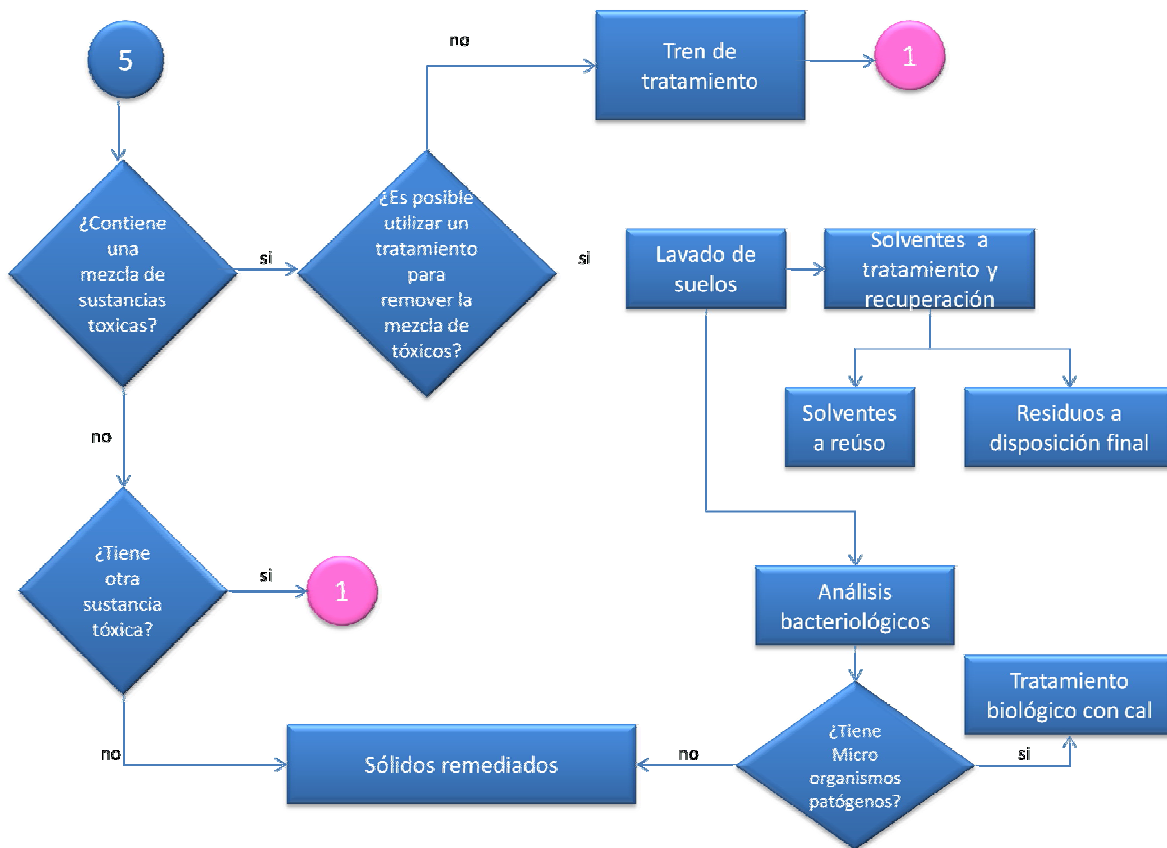 5
no
Tren de
tratamiento
1
¿Contiene
una
mezcla de
sustancias
toxicas?
si
¿Es posible
utilizar un
tratamiento
para
remover la
mezcla de
tóxicos?
si
Lavado de
suelos
Solventes a
tratamiento y
recuperación
Solventes
a reúso
Residuos a
disposición final
no
¿Tiene
otra
sustancia
tóxica?
si
1
Análisis
bacteriológicos
Tratamiento
biológico con cal
no
Sólidos remediados
no
¿Tiene
Micro
organismos
patógenos?
si